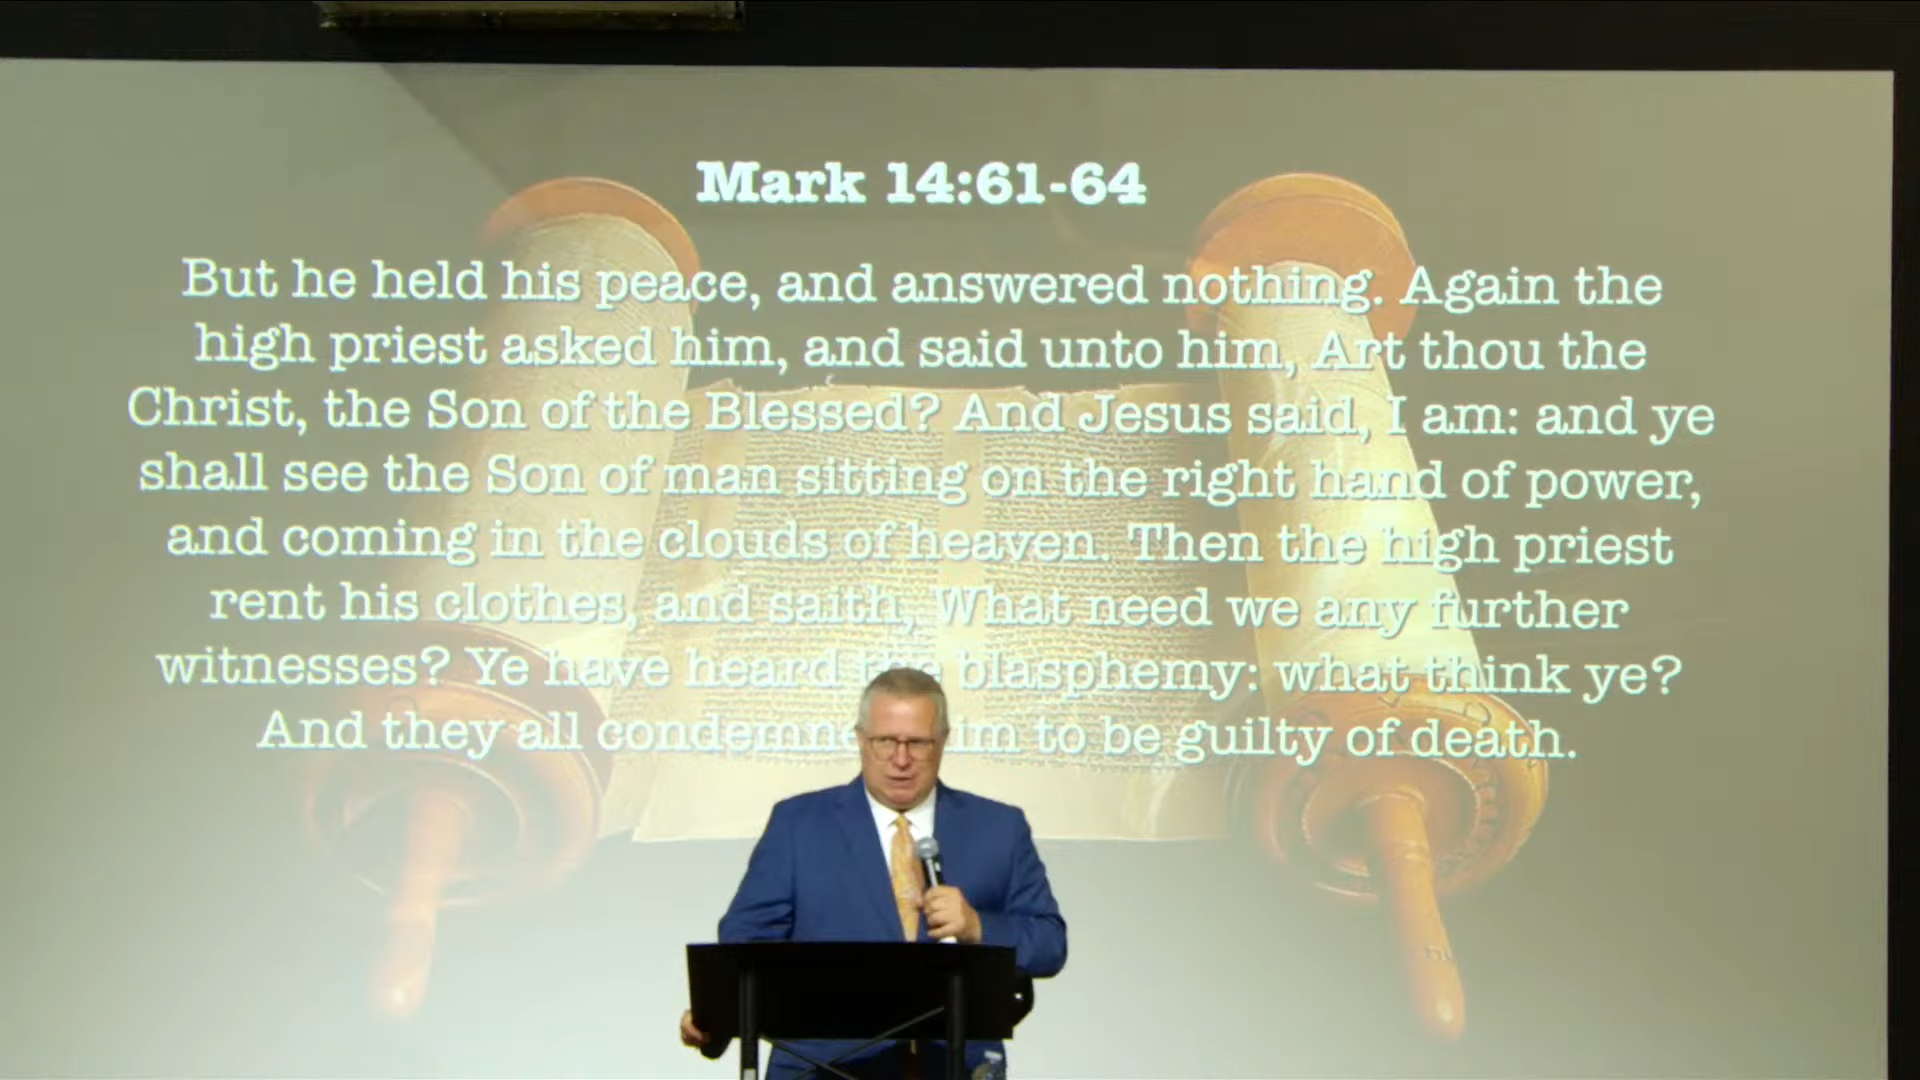 Mark 14:61-64
But he held his peace, and answered nothing. Again the
high priest asked him, and said unto him, Art thou the
Christ, the Son of the Blessed? And Jesus said, I am: and ye
shall see the Son of man sitting on the right hand of power,
and coming in the clouds of heaven. Then the high priest
rent his clothes, and saith, What need we any further
witnesses? Ye have heard the blasphemy: what think ye?
And they all to be guilty of death.